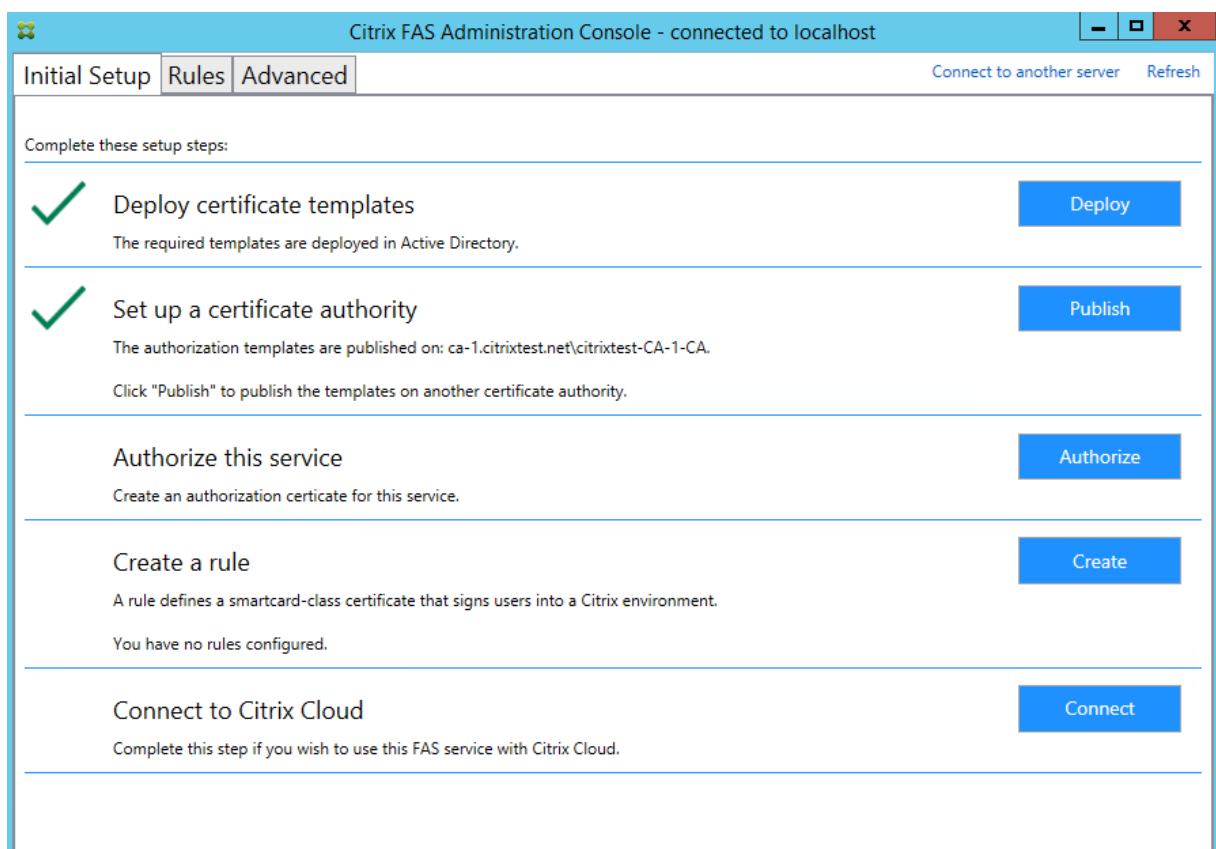 Citrix FAS Administration Console - connected to localhost
Initial Setup Rules Advanced Connect to another server Refresh
Complete these setup steps:
Deploy certificate templates
Deploy
The required templates are deployed in Active Directory.
Set up a certificate authority
Publish
The authorization templates are published on: ca-1.citrixtest.net\citrixtest-CA-1-CA.
Click "Publish" to publish the templates on another certificate authority.
Authorize this service
Authorize
Create an authorization certicate for this service.
Create a rule
Create
A rule defines a smartcard-class certificate that signs users into a Citrix environment.
You have no rules configured.
Connect to Citrix Cloud
Connect
Complete this step if you wish to use this FAS service with Citrix Cloud.